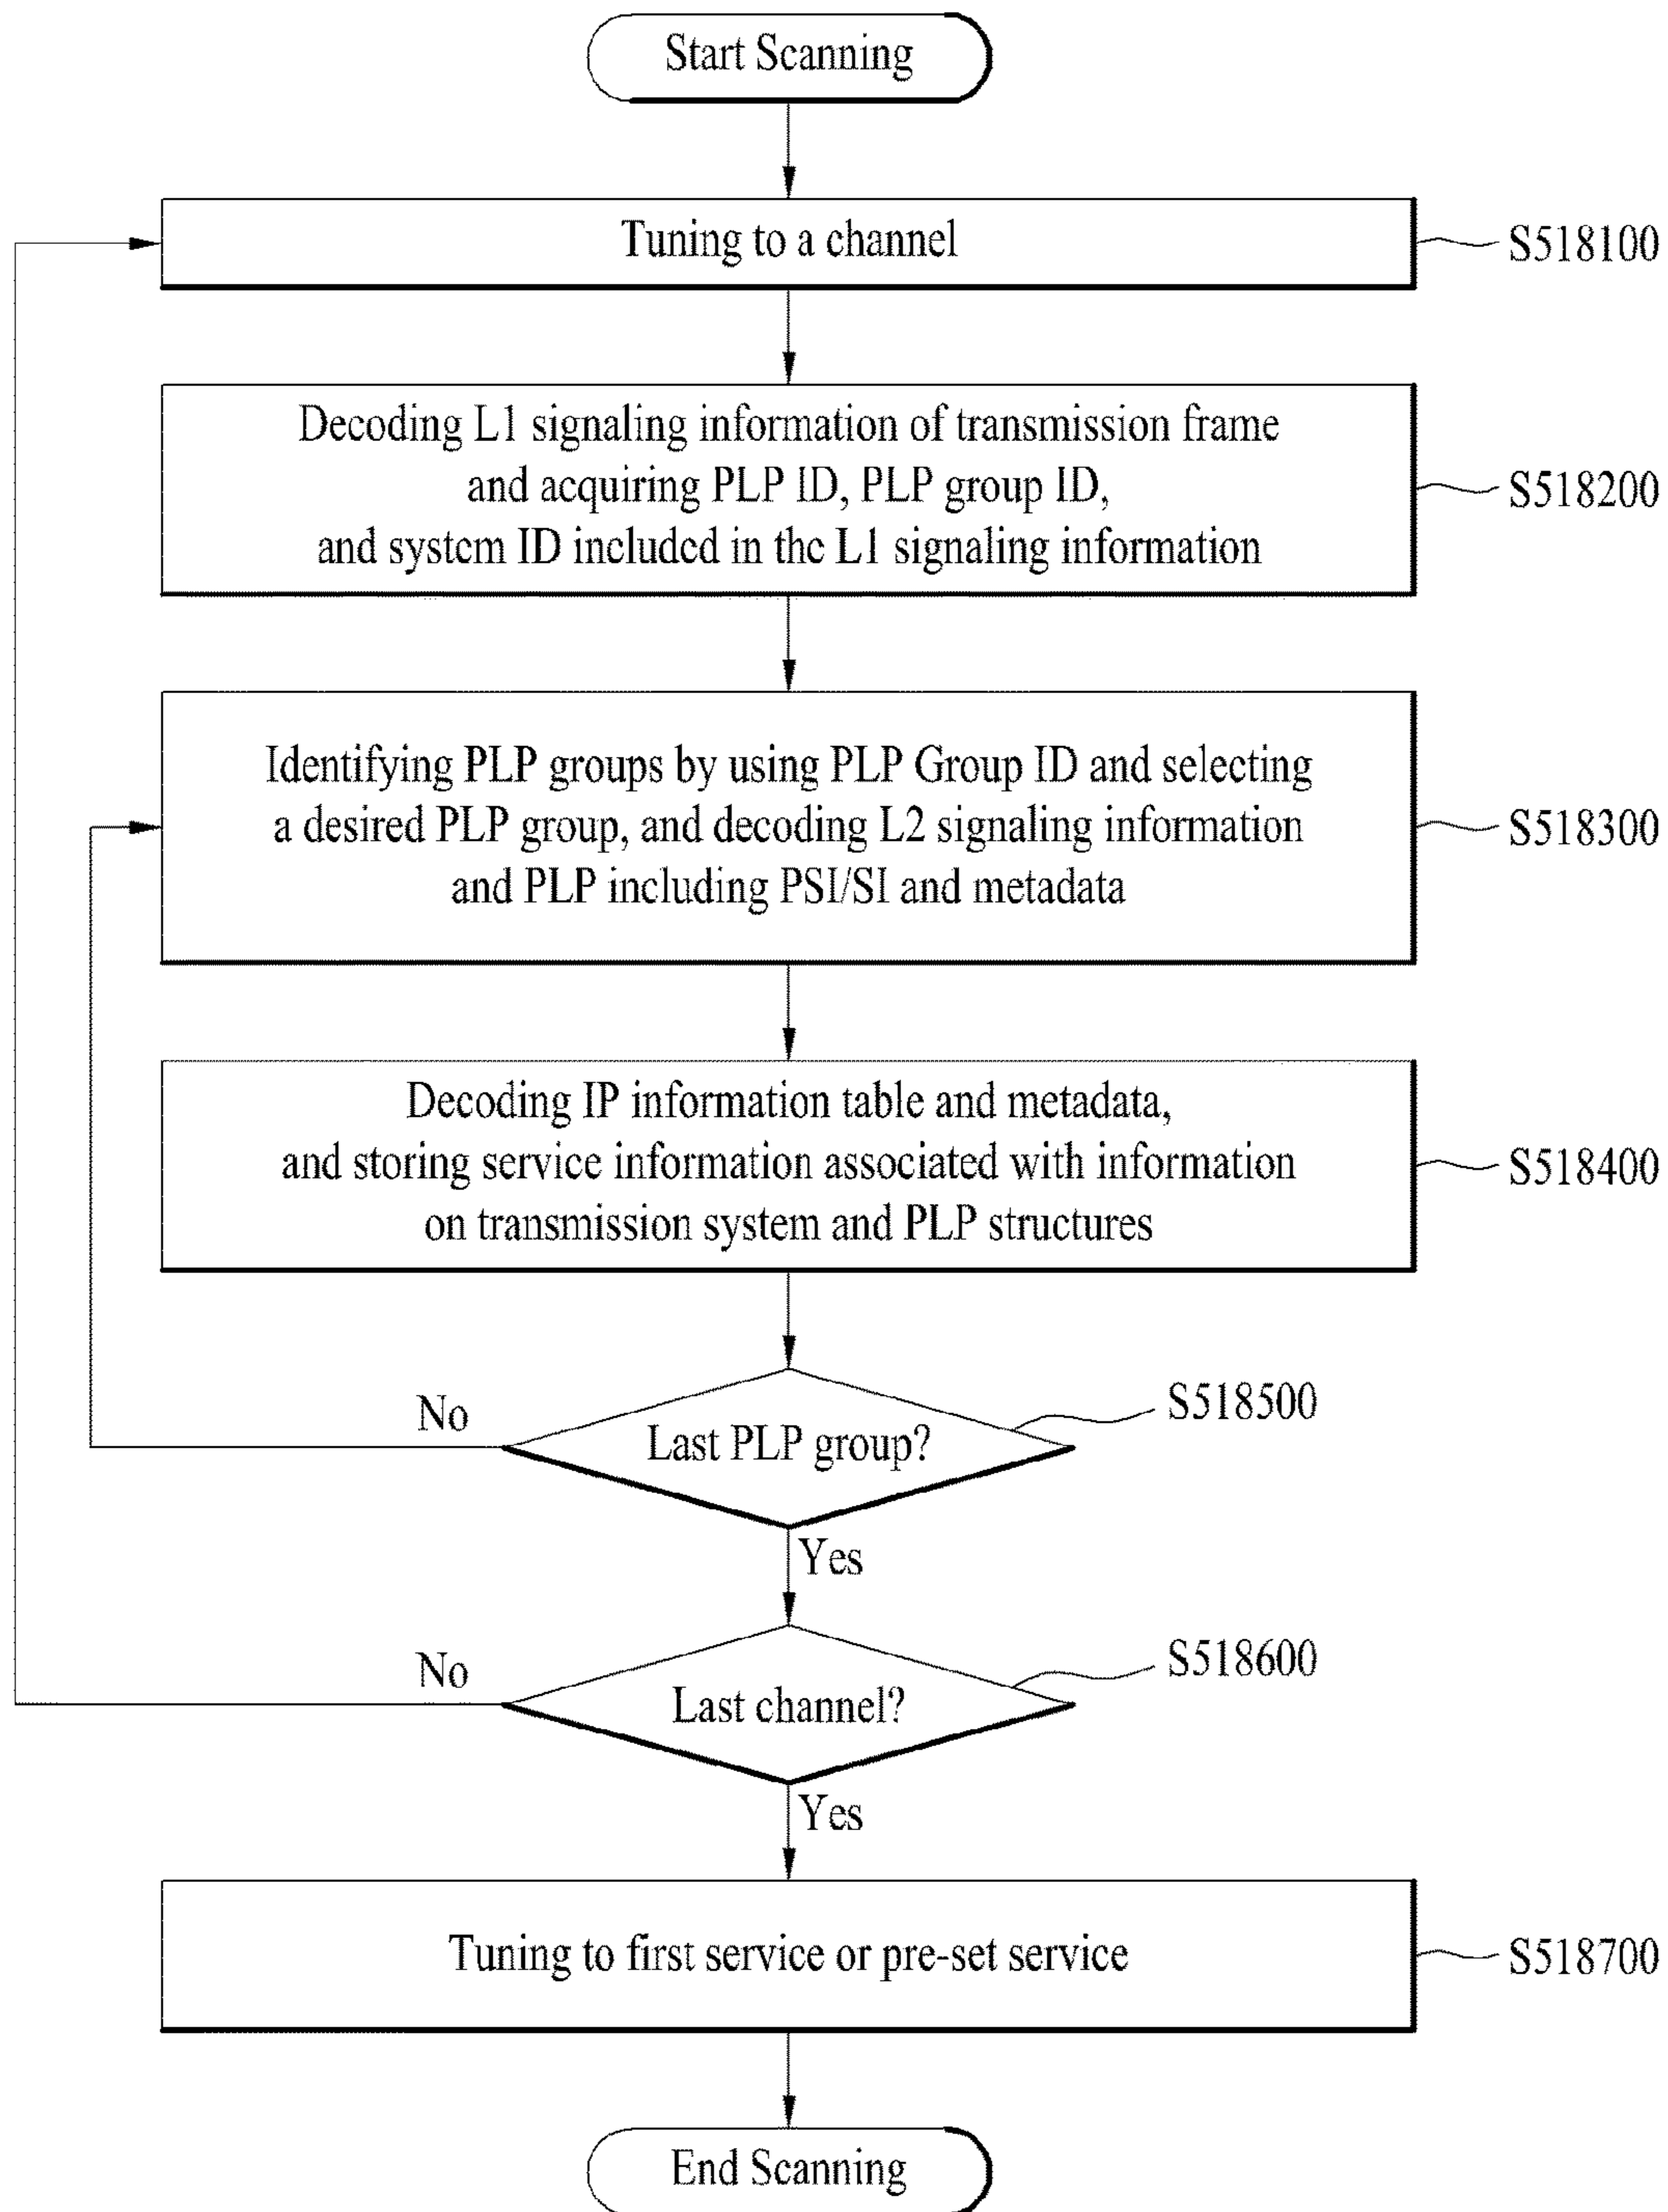 Start Scanning
Tuning to a channel
S518100
Decoding L1 signaling information of transmission frame
and acquiring PLP ID, PLP group ID,
and system ID included in the L1 signaling information
S518200
Identifying PLP groups by using PLP Group ID and selecting
a desired PLP group, and decoding L2 signaling information
and PLP including PSI/SI and metadata
S518300
Decoding IP information table and metadata,
and storing service information associated with information
on transmission system and PLP structures
S518400
No
Last PLP group?
S518500
Yes
No
Last channel?
S518600
Yes
Tuning to first service or pre-set service
S518700
End Scanning